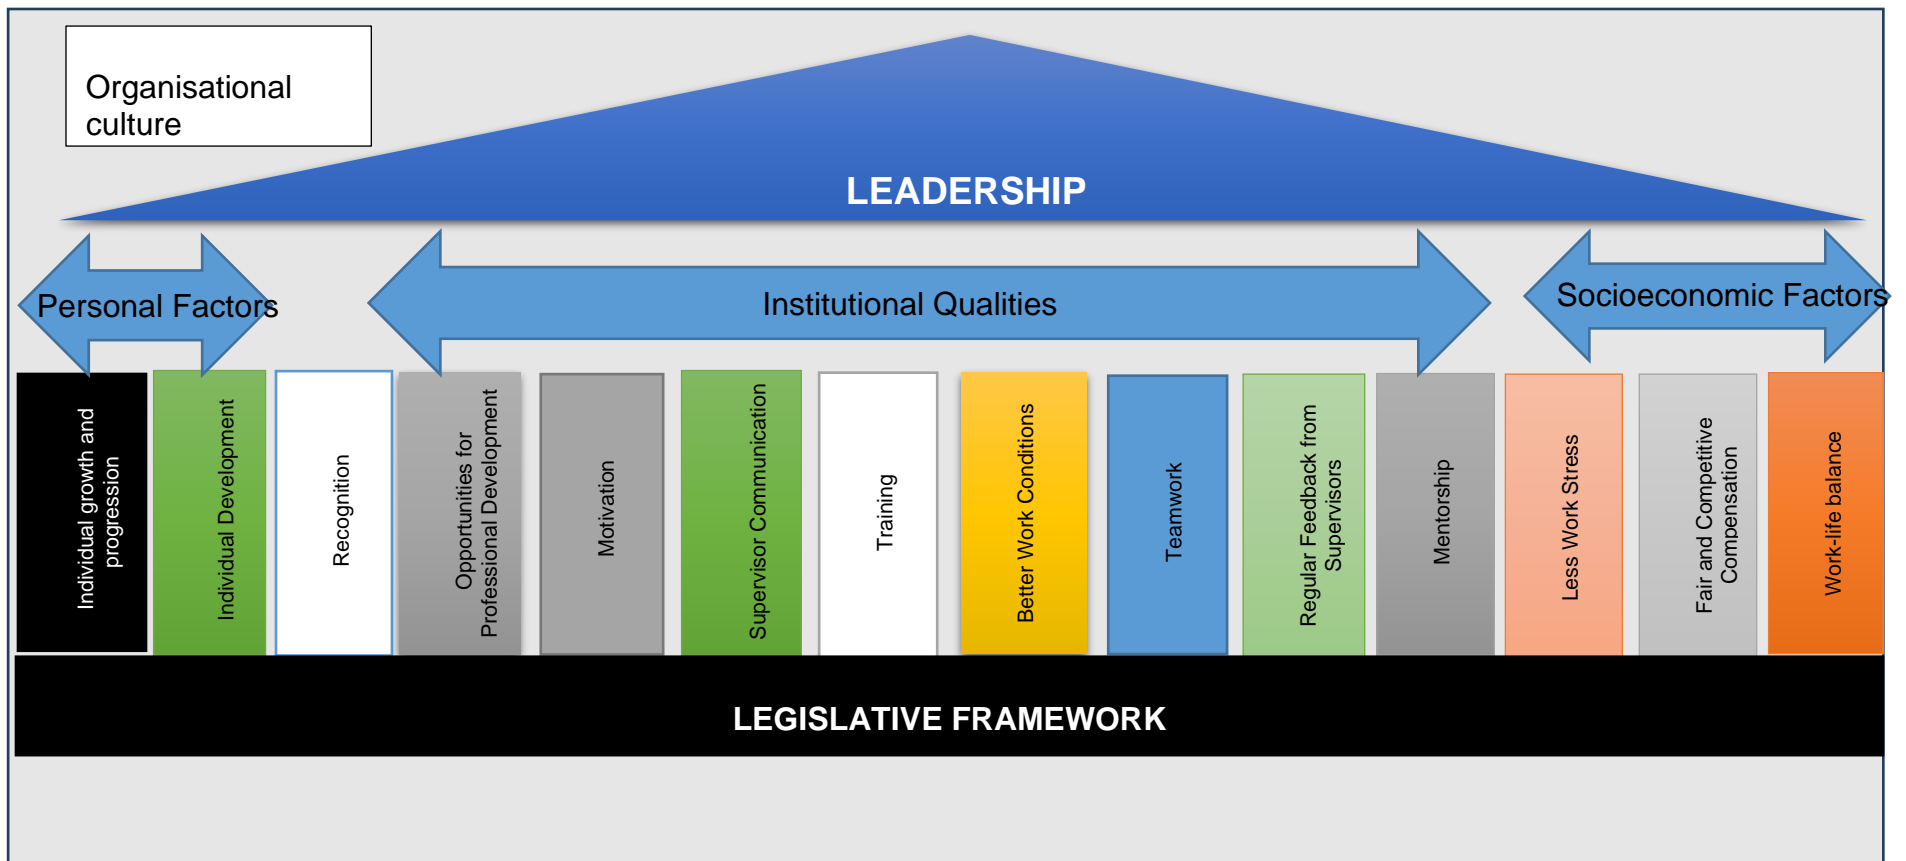 Organisational
culture
LEADERSHIP
Personal Factors
Institutional Qualities
Socioeconomic Factors
Individual growth and
progression
Individual Development
Recognition
Opportunities for
Professional Development
Motivation
Supervisor Communication
Training
Better Work Conditions
Teamwork
Regular Feedback from
Supervisors
Mentorship
Less Work Stress
Fair and Competitive
Compensation
Work-life balance
LEGISLATIVE FRAMEWORK